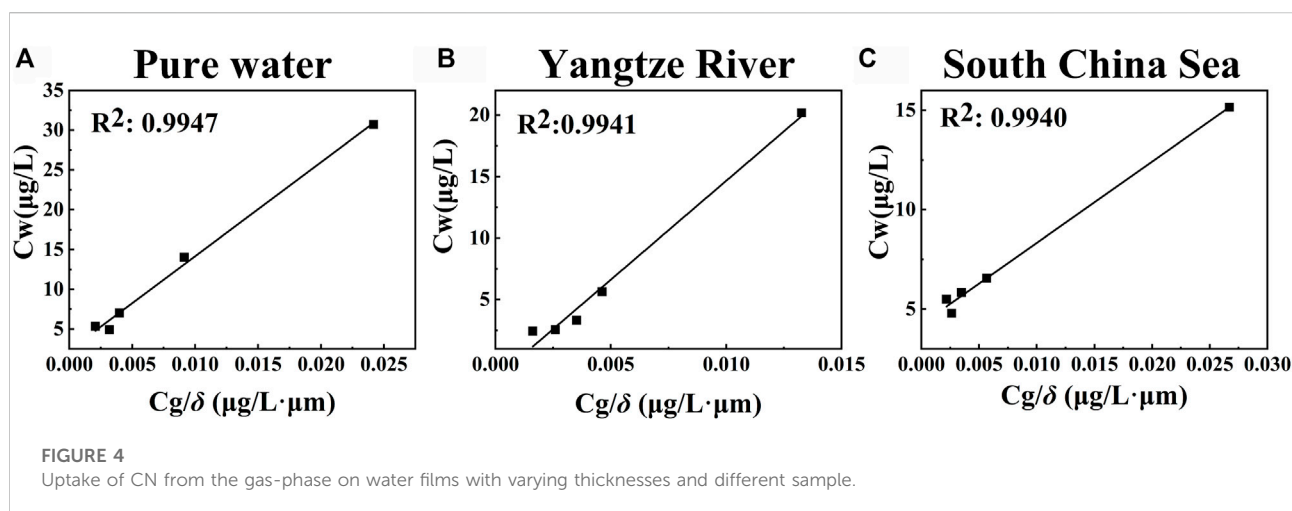 A
Pure water
R²: 0.9947
Cw(μg/L)
35
30
25
20
15
10
5
0.000 0.005 0.010 0.015 0.020 0.025
Cg/δ (μg/L·μm)
B
Yangtze River
R²:0.9941
Cw(μg/L)
20
15
10
5
0.000 0.005 0.010 0.015
Cg/δ (μg/L·μm)
C
South China Sea
R²: 0.9940
Cw(μg/L)
15
10
5
0.000 0.005 0.010 0.015 0.020 0.025 0.030
Cg/δ (μg/L·μm)
FIGURE 4
Uptake of CN from the gas-phase on water films with varying thicknesses and different sample.